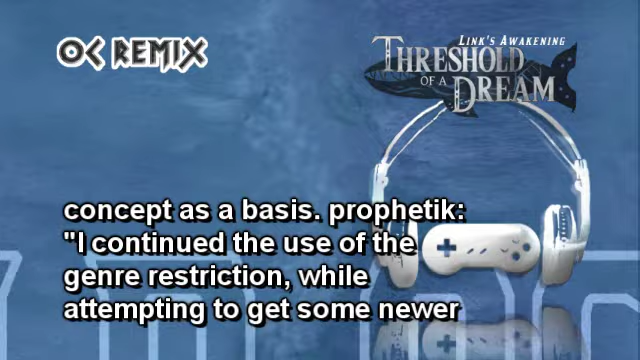 OC REMIX
LINK'S AWAKENING
THRESHOLD
OF A DREAM
concept as a basis. prophetik:
"I continued the use of the
genre restriction, while
attempting to get some newer